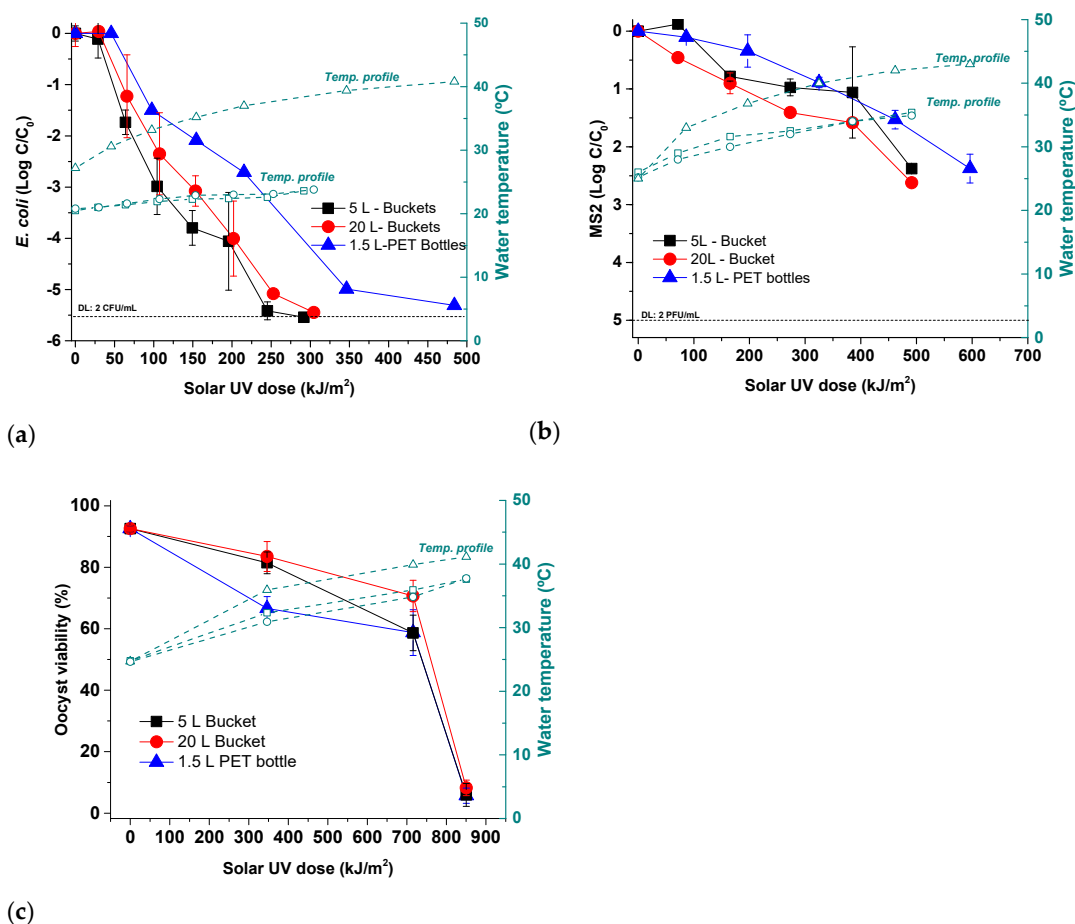 0
-1
-2
-3
-4
-5
-6
E. coli (Log C/C0)
Temp. profile
Temp. profile
5 L - Buckets
20 L- Buckets
1.5 L-PET Bottles
DL: 2 CFU/mL
0 50 100 150 200 250 300 350 400 450 500
Solar UV dose (kJ/m²)
50
40
30
20
10
0
Water temperature (ºC)
(a)
0
1
2
3
4
5
MS2 (Log C/C0)
Temp. profile
Temp. profile
5L - Bucket
20L - Bucket
1.5 L- PET bottles
DL: 2 PFU/mL
0 100 200 300 400 500 600 700
Solar UV dose (kJ/m²)
50
40
30
20
10
0
Water temperature (ºC)
(b)
100
80
60
40
20
0
Oocyst viability (%)
Temp. profile
5 L Bucket
20 L Bucket
1.5 L PET bottle
0 100 200 300 400 500 600 700 800 900
Solar UV dose (kJ/m²)
50
40
30
20
10
0
Water temperature (ºC)
(c)